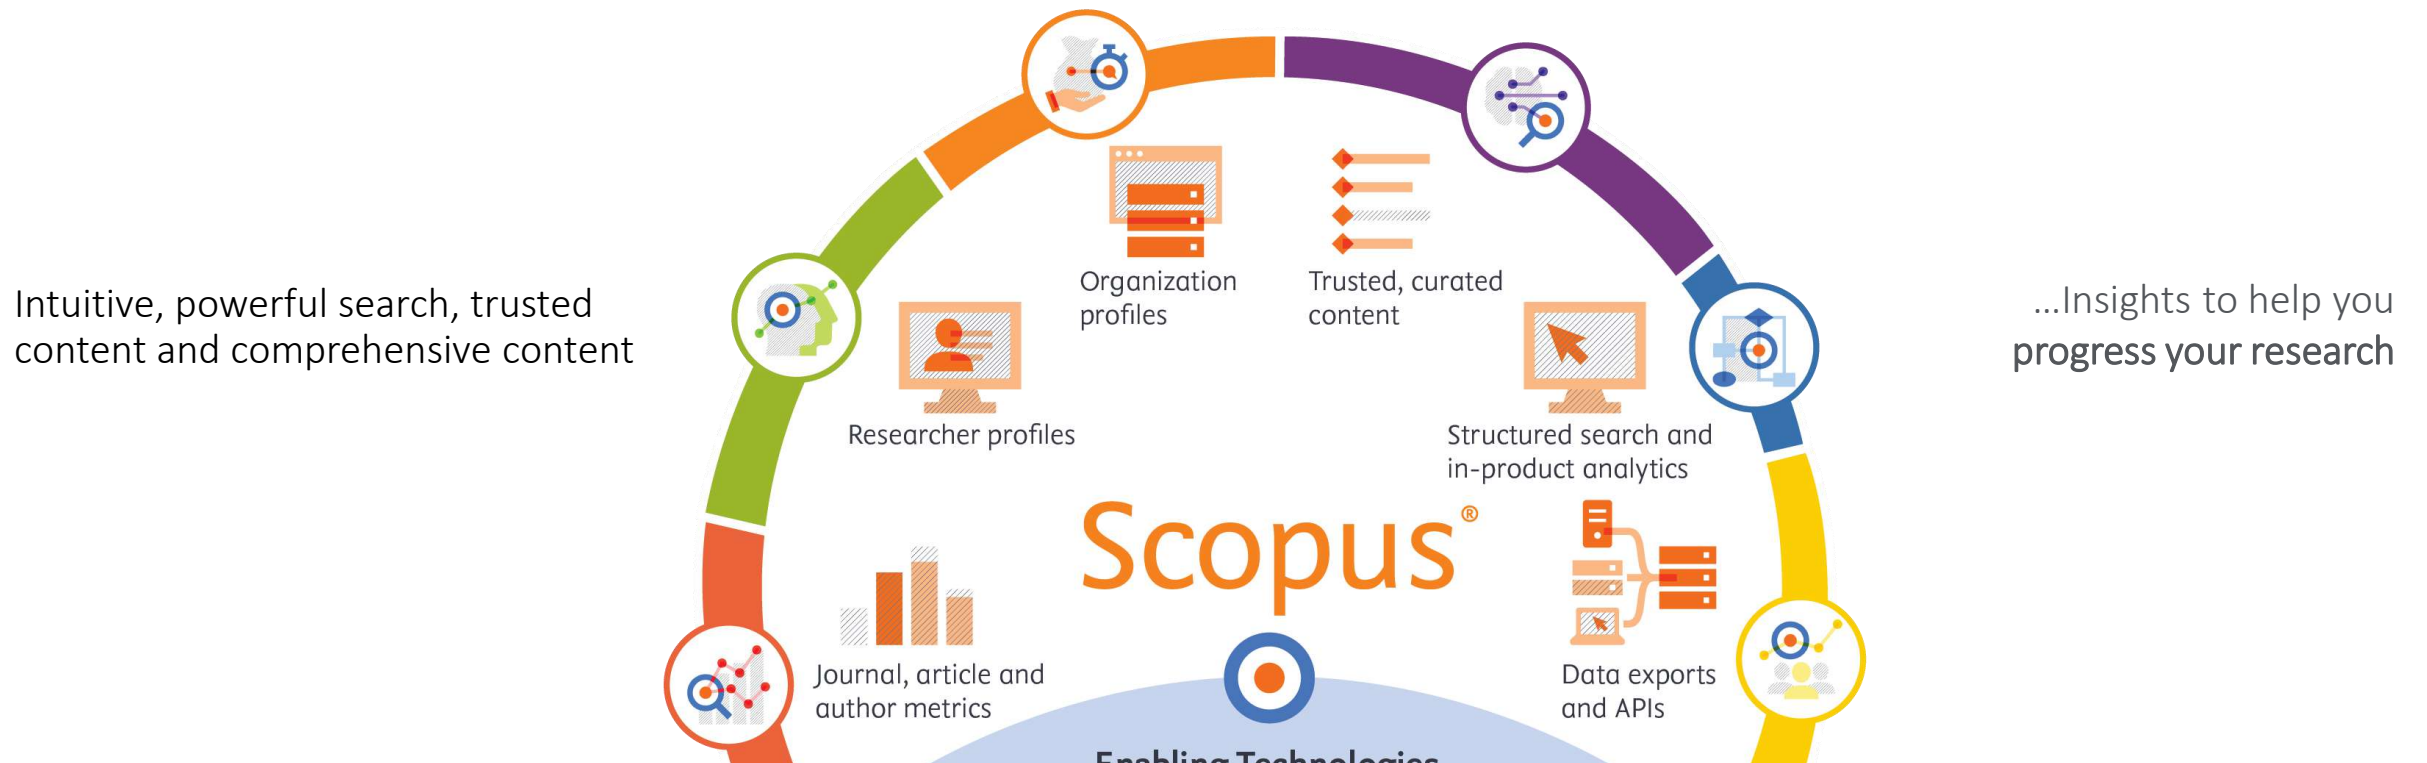 Intuitive, powerful search, trusted
content and comprehensive content
Organization
profiles
Trusted, curated
content
...Insights to help you
progress your research
Researcher profiles
Structured search and
in-product analytics
Scopus®
Journal, article and
author metrics
Data exports
and APIs
Enabling Technologies